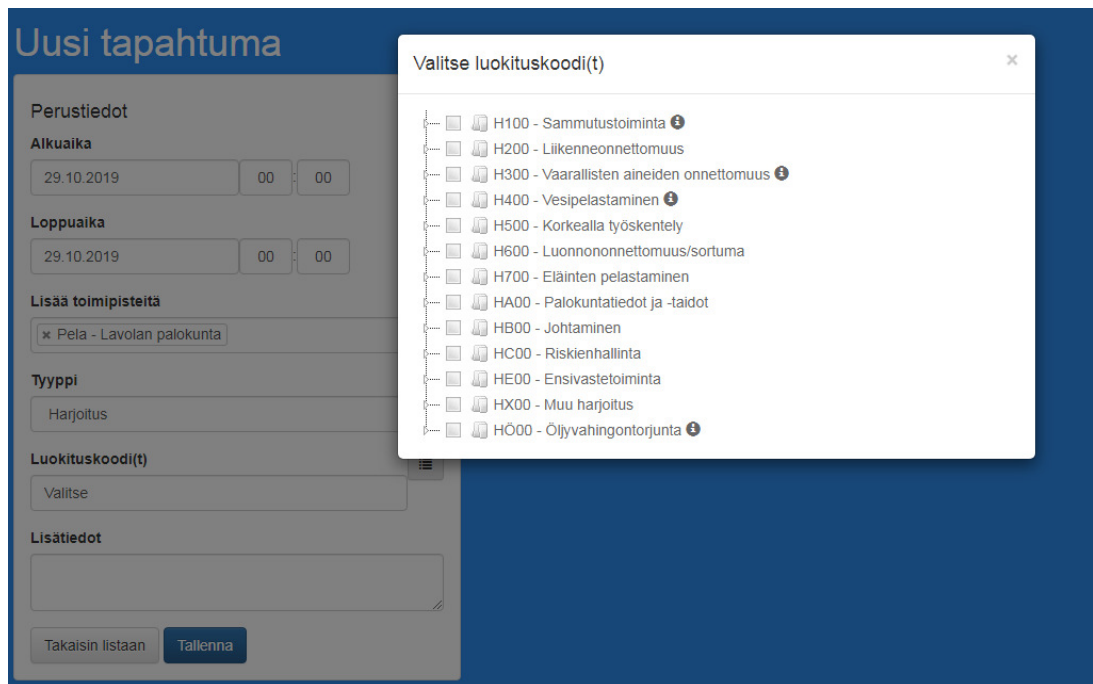 Uusi tapahtuma
Perustiedot
Alkuaika
29.10.2019 00 : 00
Loppuaika
29.10.2019 00 : 00
Lisää toimipisteitä
× Pela - Lavolan palokunta
Tyyppi
Harjoitus
Luokituskoodi(t)
Valitse
Lisätiedot
Takaisin listaan Tallenna
Valitse luokituskoodi(t) ×
H100 - Sammutustoiminta
H200 - Liikenneonnettomuus
H300 - Vaarallisten aineiden onnettomuus
H400 - Vesipelastaminen
H500 - Korkealla työskentely
H600 - Luonnononnettomuus/sortuma
H700 - Eläinten pelastaminen
HA00 - Palokuntatiedot ja -taidot
HB00 - Johtaminen
HC00 - Riskienhallinta
HE00 - Ensivastetoiminta
HX00 - Muu harjoitus
HÖ00 - Öljyvahingontorjunta